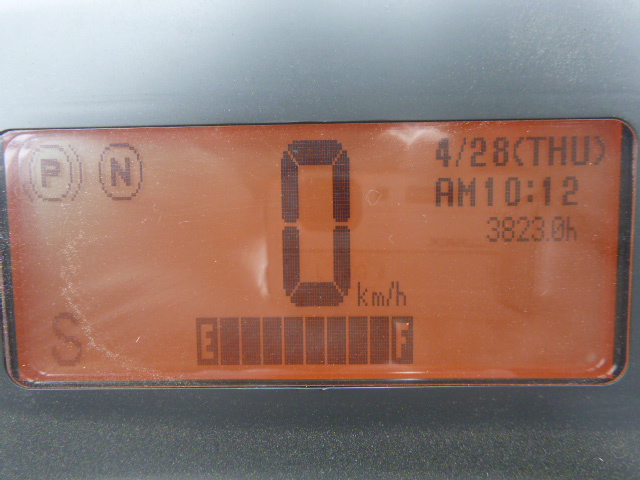 P N 0 4/28(THU)
AM10:12
3823.0h
km/h
S E F